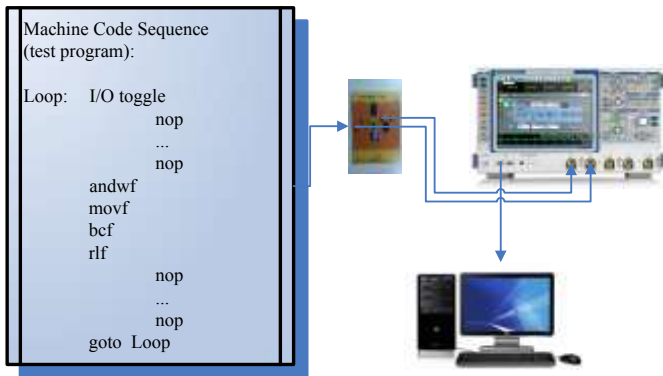 Machine Code Sequence
(test program):
Loop: I/O toggle
nop
...
nop
andwf
movf
bcf
rlf
nop
...
nop
goto Loop